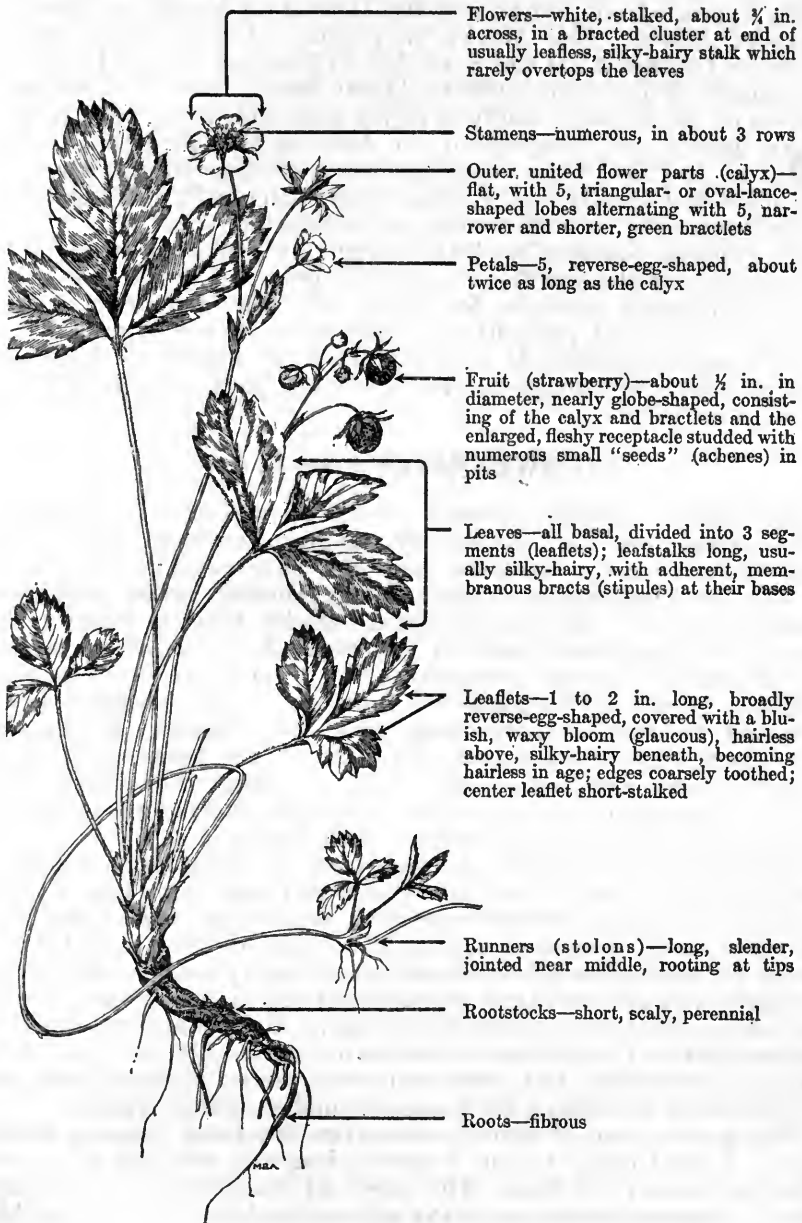 Flowers—white, stalked, about ¾ in.
across, in a bracted cluster at end of
usually leafless, silky-hairy stalk which
rarely overtops the leaves
Stamens—numerous, in about 3 rows
Outer, united flower parts (calyx)—
flat, with 5, triangular- or oval-lance-
shaped lobes alternating with 5, nar-
rower and shorter, green bractlets
Petals—5, reverse-egg-shaped, about
twice as long as the calyx
Fruit (strawberry)—about ½ in. in
diameter, nearly globe-shaped, consist-
ing of the calyx and bractlets and the
enlarged, fleshy receptacle studded with
numerous small "seeds" (achenes) in
pits
Leaves—all basal, divided into 3 seg-
ments (leaflets); leafstalks long, usu-
ally silky-hairy, with adherent, mem-
branous bracts (stipules) at their bases
Leaflets—1 to 2 in. long, broadly
reverse-egg-shaped, covered with a blu-
ish, waxy bloom (glaucous), hairless
above, silky-hairy beneath, becoming
hairless in age; edges coarsely toothed;
center leaflet short-stalked
Runners (stolons)—long, slender,
jointed near middle, rooting at tips
Rootstocks—short, scaly, perennial
Roots—fibrous